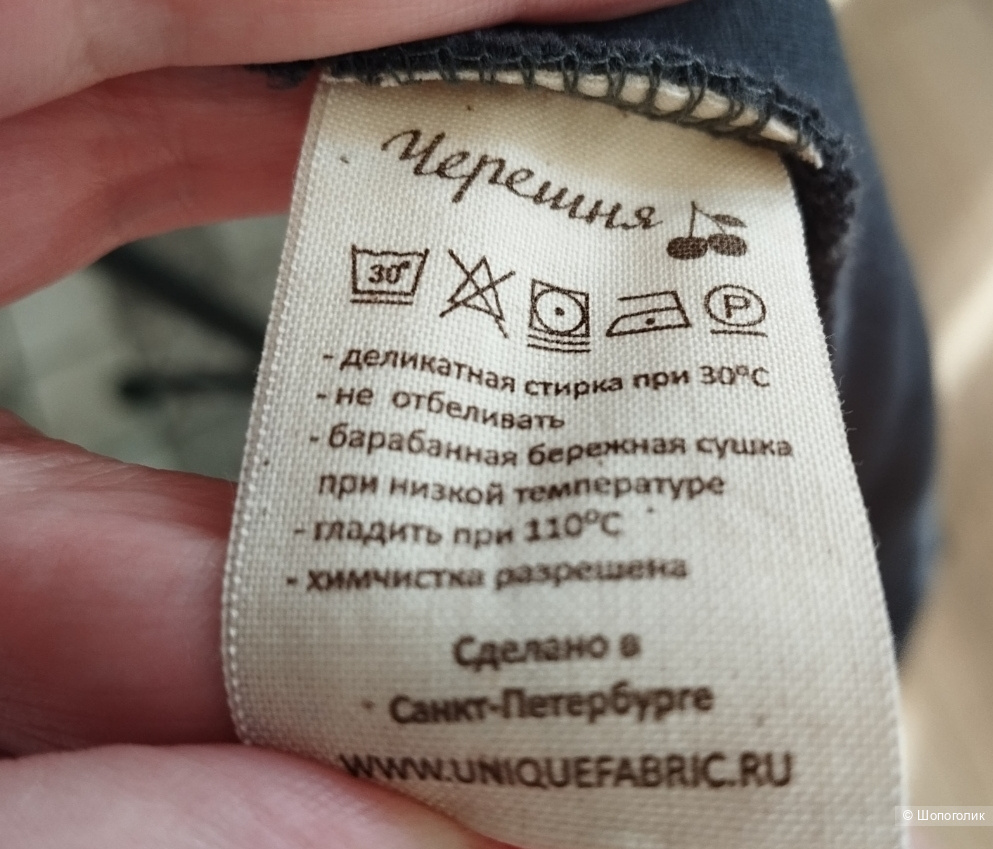 Черешня
30°
P
- деликатная стирка при 30°C
- не отбеливать
- барабанная бережная сушка
при низкой температуре
- гладить при 110°C
- химчистка разрешена
Сделано в
Санкт-Петербурге
WWW.UNIQUEFABRIC.RU
© Шопоголик